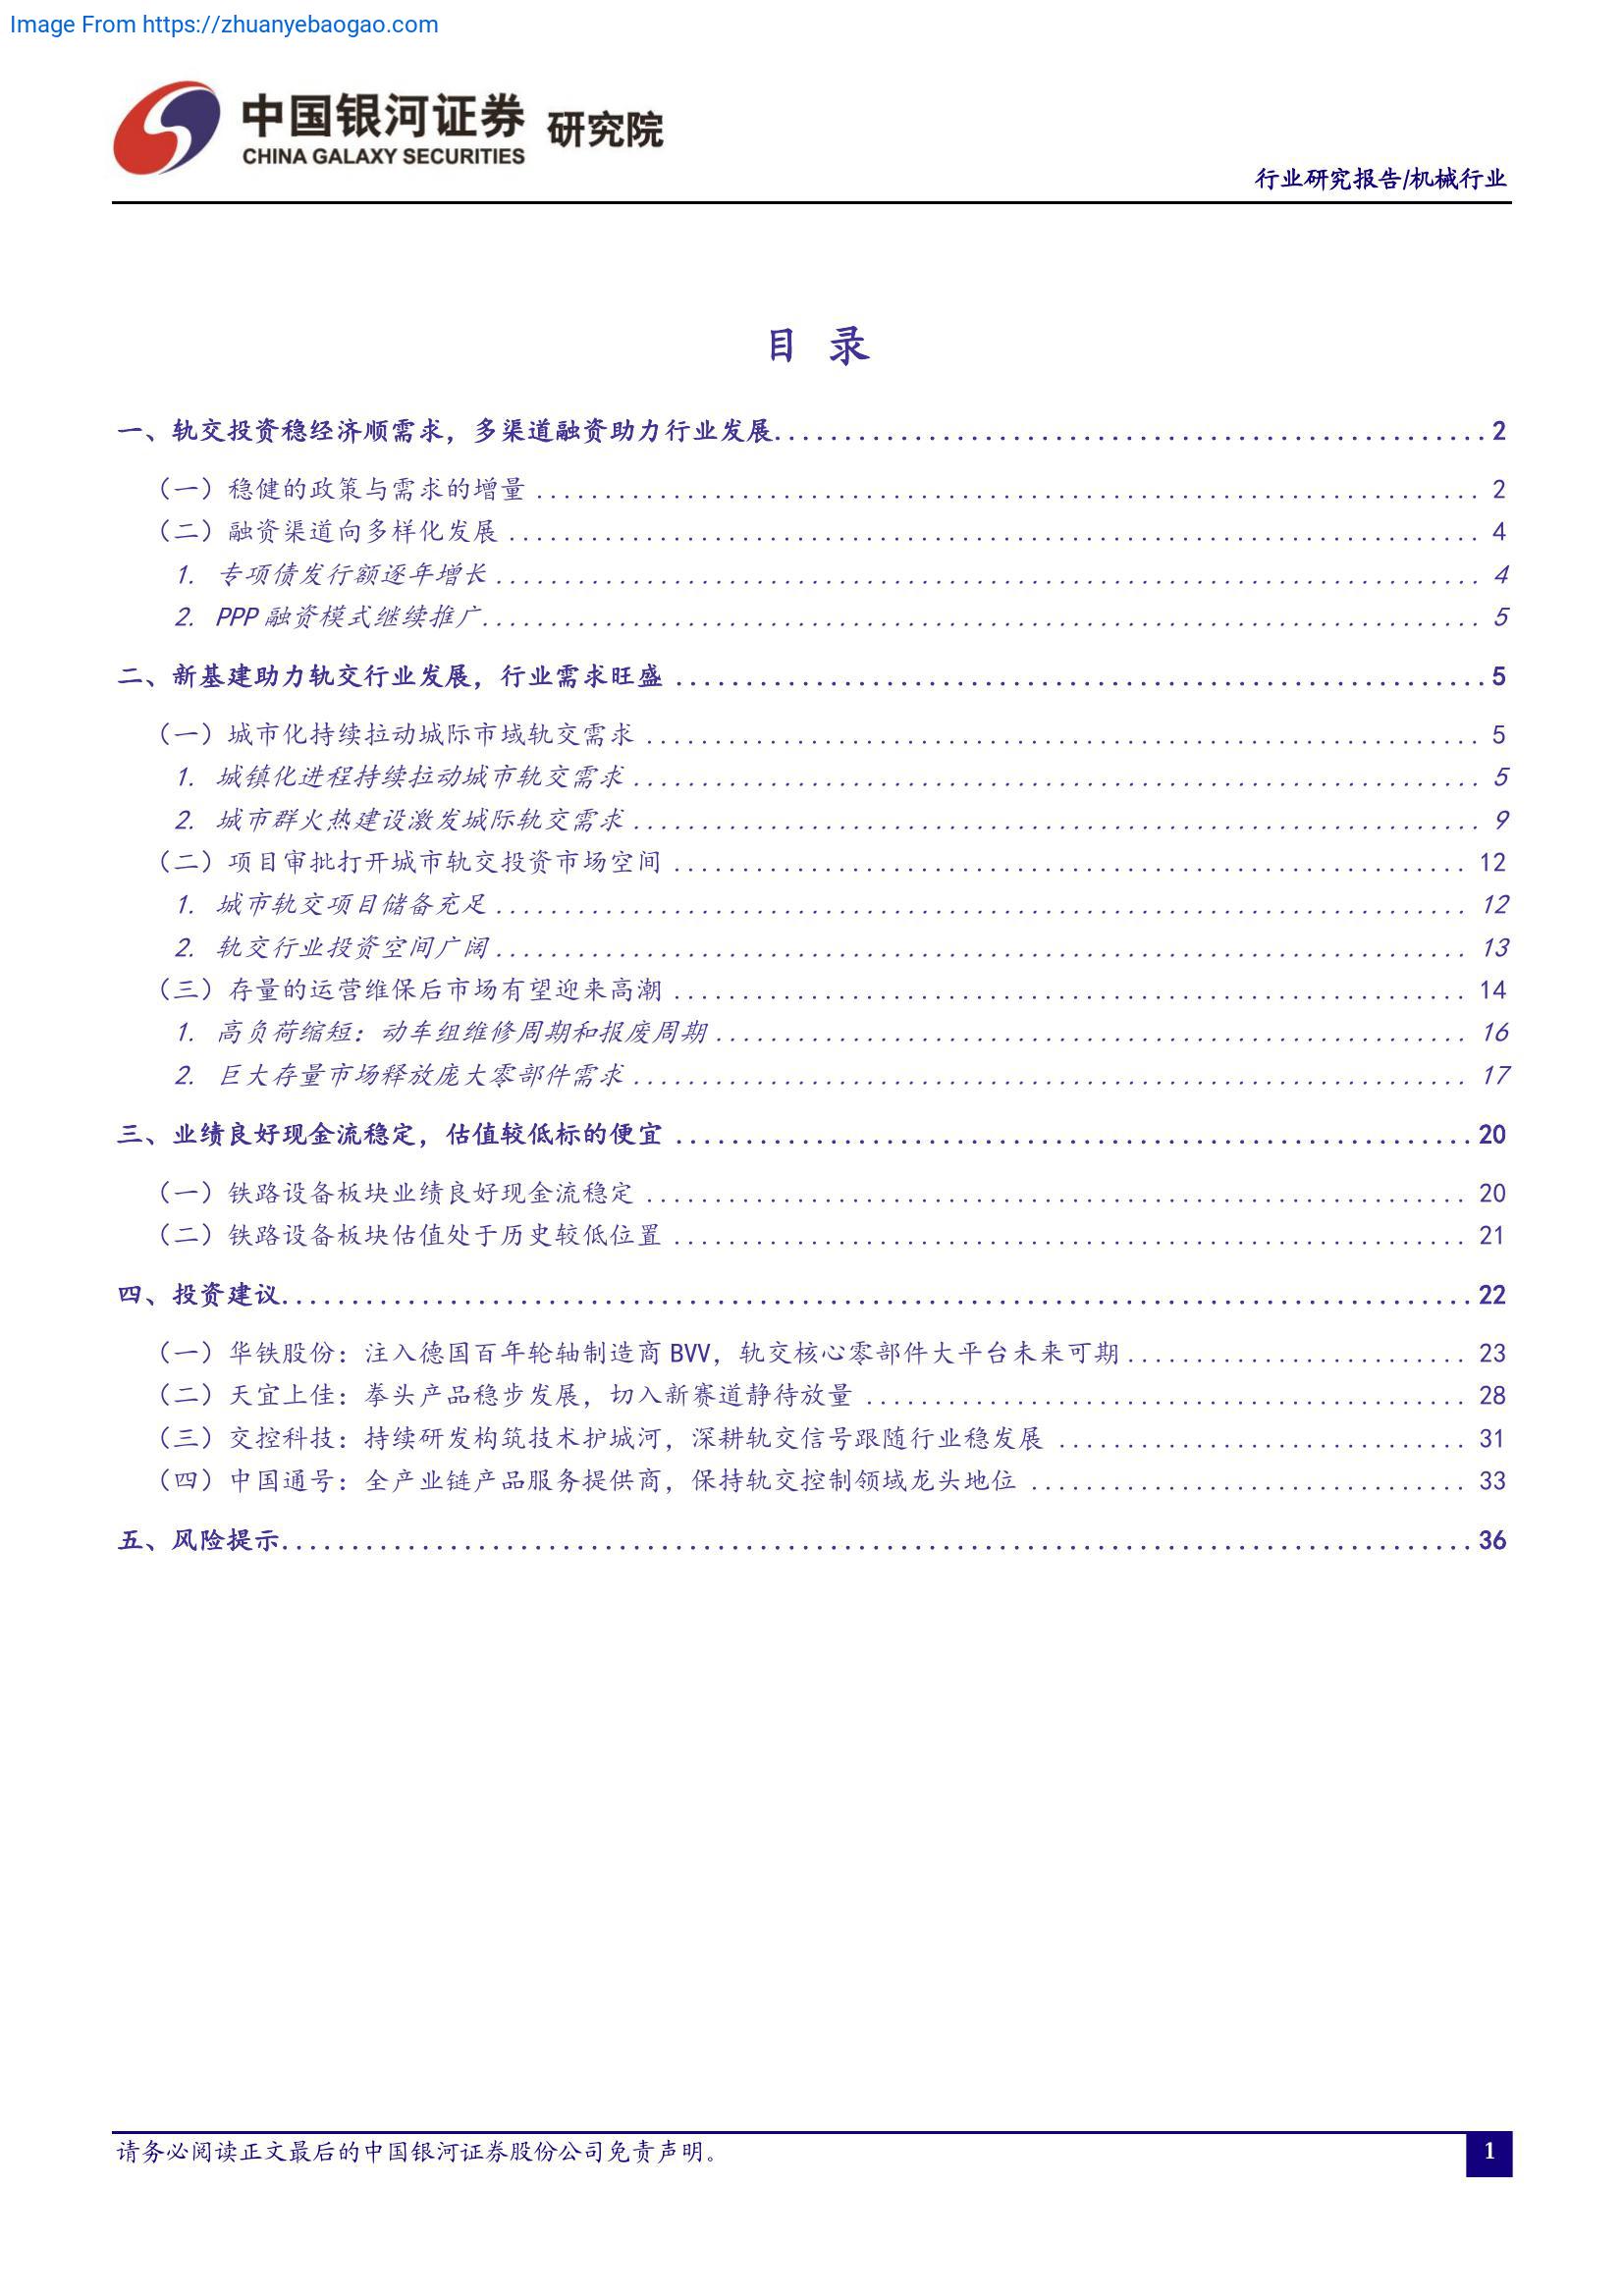 Image From https://zhuanyebaogao.com
中国银河证券 研究院
CHINA GALAXY SECURITIES
行业研究报告/机械行业
目 录
一、轨交投资稳经济顺需求，多渠道融资助力行业发展 2
（一）稳健的政策与需求的增量 2
（二）融资渠道向多样化发展 4
1. 专项债发行额逐年增长 4
2. PPP 融资模式继续推广 5
二、新基建助力轨交行业发展，行业需求旺盛 5
（一）城市化持续拉动城际市域轨交需求 5
1. 城镇化进程持续拉动城市轨交需求 5
2. 城市群火热建设激发城际轨交需求 9
（二）项目审批打开城市轨交投资市场空间 12
1. 城市轨交项目储备充足 12
2. 轨交行业投资空间广阔 13
（三）存量的运营维保后市场有望迎来高潮 14
1. 高负荷缩短：动车组维修周期和报废周期 16
2. 巨大存量市场释放庞大零部件需求 17
三、业绩良好现金流稳定，估值较低标的便宜 20
（一）铁路设备板块业绩良好现金流稳定 20
（二）铁路设备板块估值处于历史较低位置 21
四、投资建议 22
（一）华铁股份：注入德国百年轮轴制造商 BVV，轨交核心零部件大平台未来可期 23
（二）天宜上佳：拳头产品稳步发展，切入新赛道静待放量 28
（三）交控科技：持续研发构筑技术护城河，深耕轨交信号跟随行业稳发展 31
（四）中国通号：全产业链产品服务提供商，保持轨交控制领域龙头地位 33
五、风险提示 36
请务必阅读正文最后的中国银河证券股份公司免责声明。
1